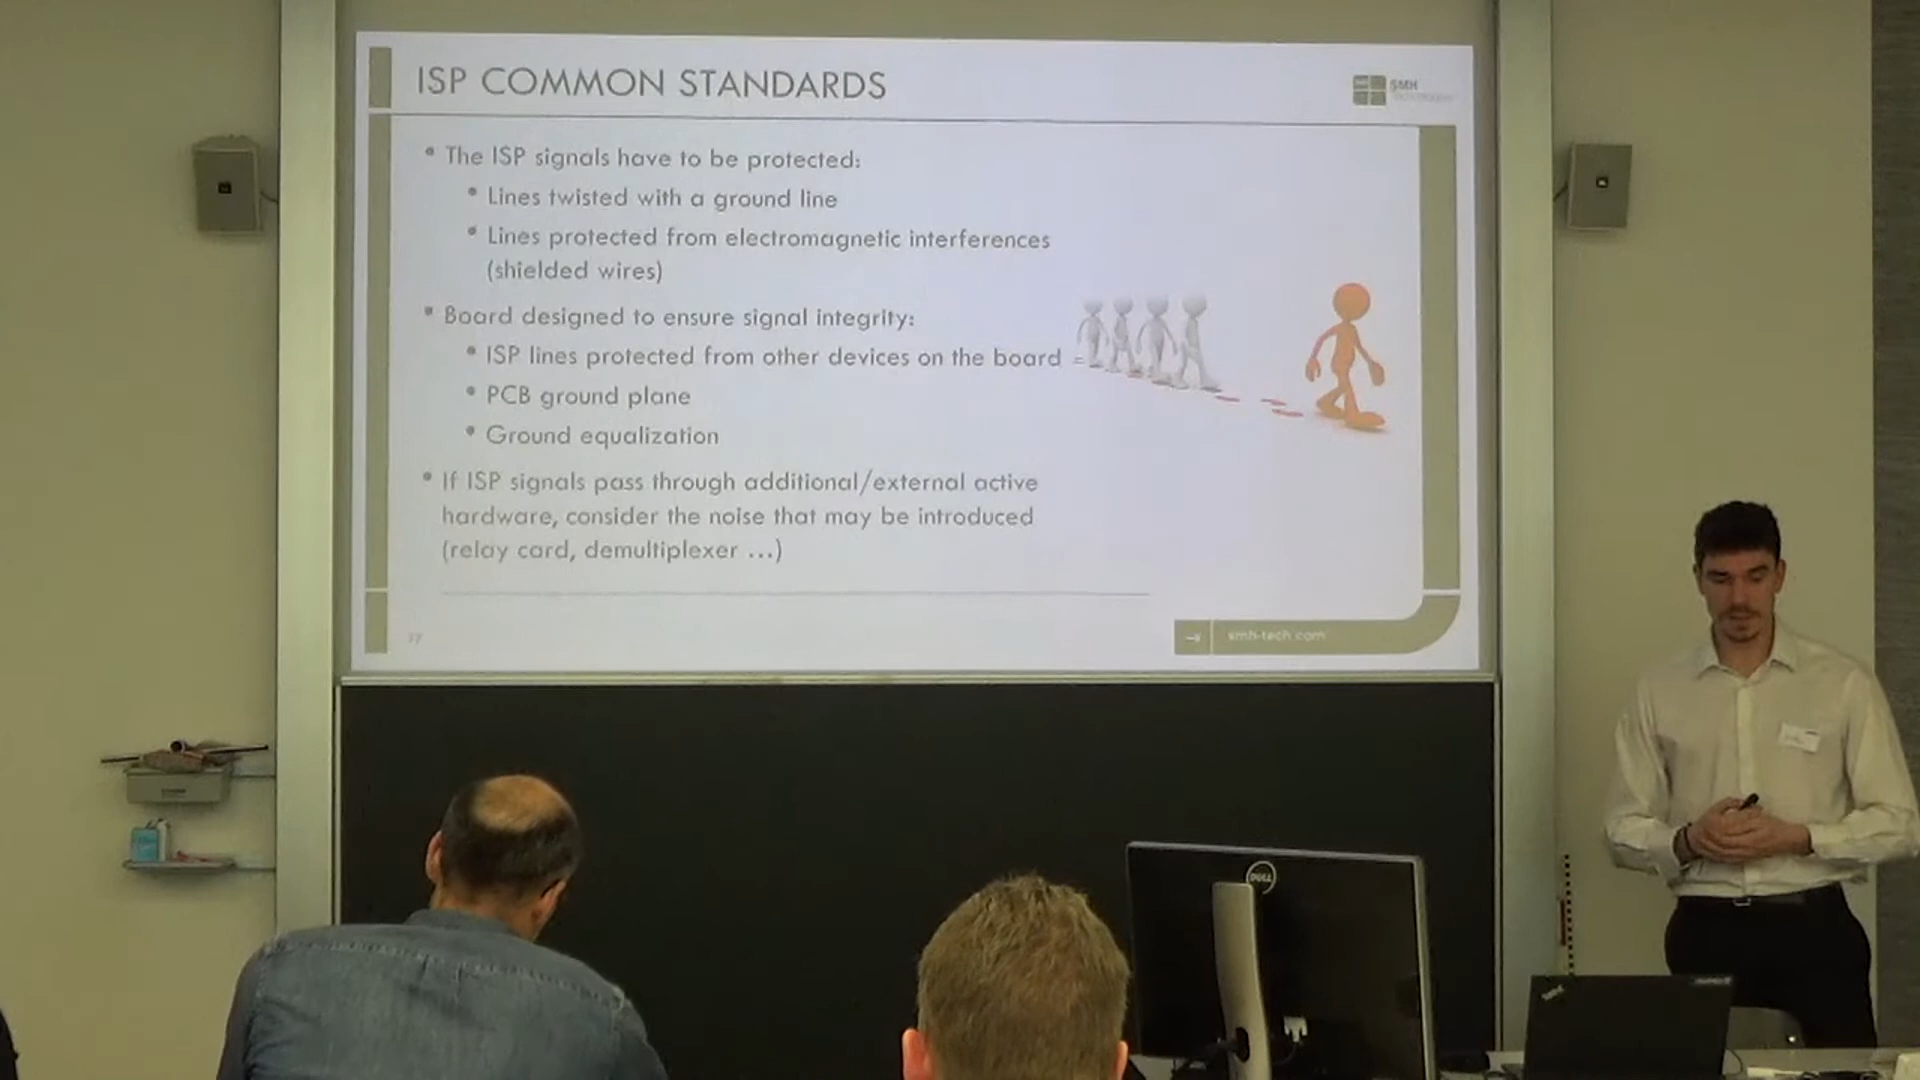 ISP COMMON STANDARDS
SMH
• The ISP signals have to be protected:
• Lines twisted with a ground line
• Lines protected from electromagnetic interferences
(shielded wires)
• Board designed to ensure signal integrity:
• ISP lines protected from other devices on the board
• PCB ground plane
• Ground equalization
• If ISP signals pass through additional/external active
hardware, consider the noise that may be introduced
(relay card, demultiplexer ...)
→ smh-tech.com
DELL